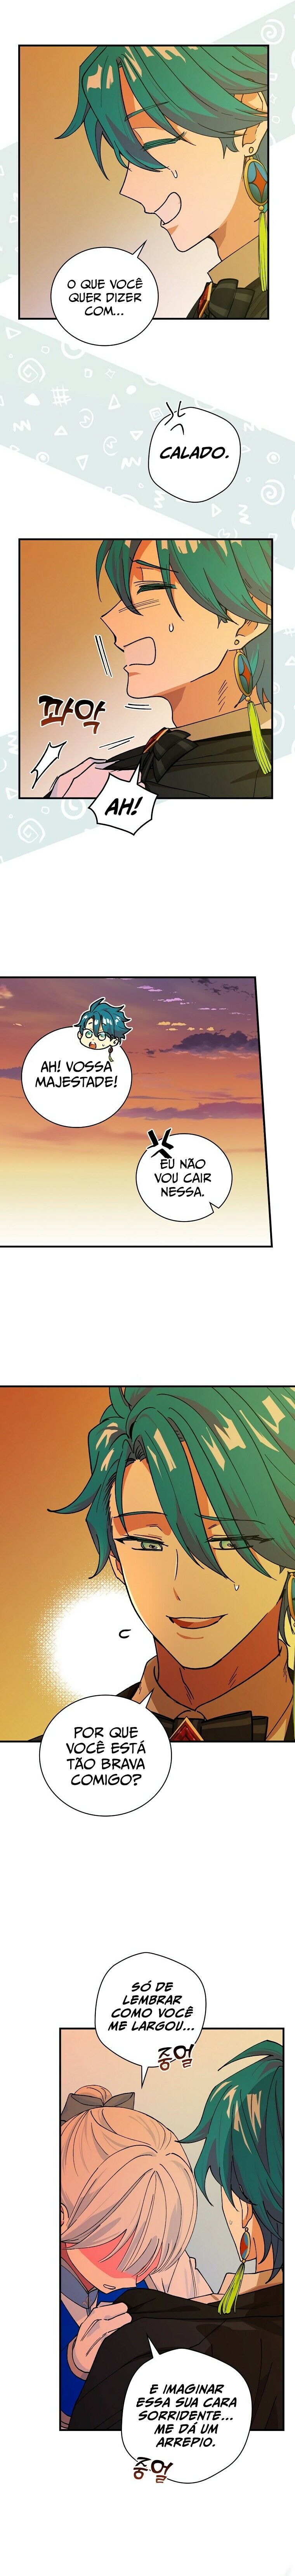 O QUE VOCÊ
QUER DIZER
COM...
CALADO.
콰악
AH!
AH! VOSSA
MAJESTADE!
EU NÃO
VOU CAIR
NESSA.
POR QUE
VOCÊ ESTÁ
TÃO BRAVA
COMIGO?
SÓ DE
LEMBRAR
COMO VOCÊ
ME LARGOU...
중얼
E IMAGINAR
ESSA SUA CARA
SORRIDENTE...
ME DÁ UM
ARREPIO.
중얼